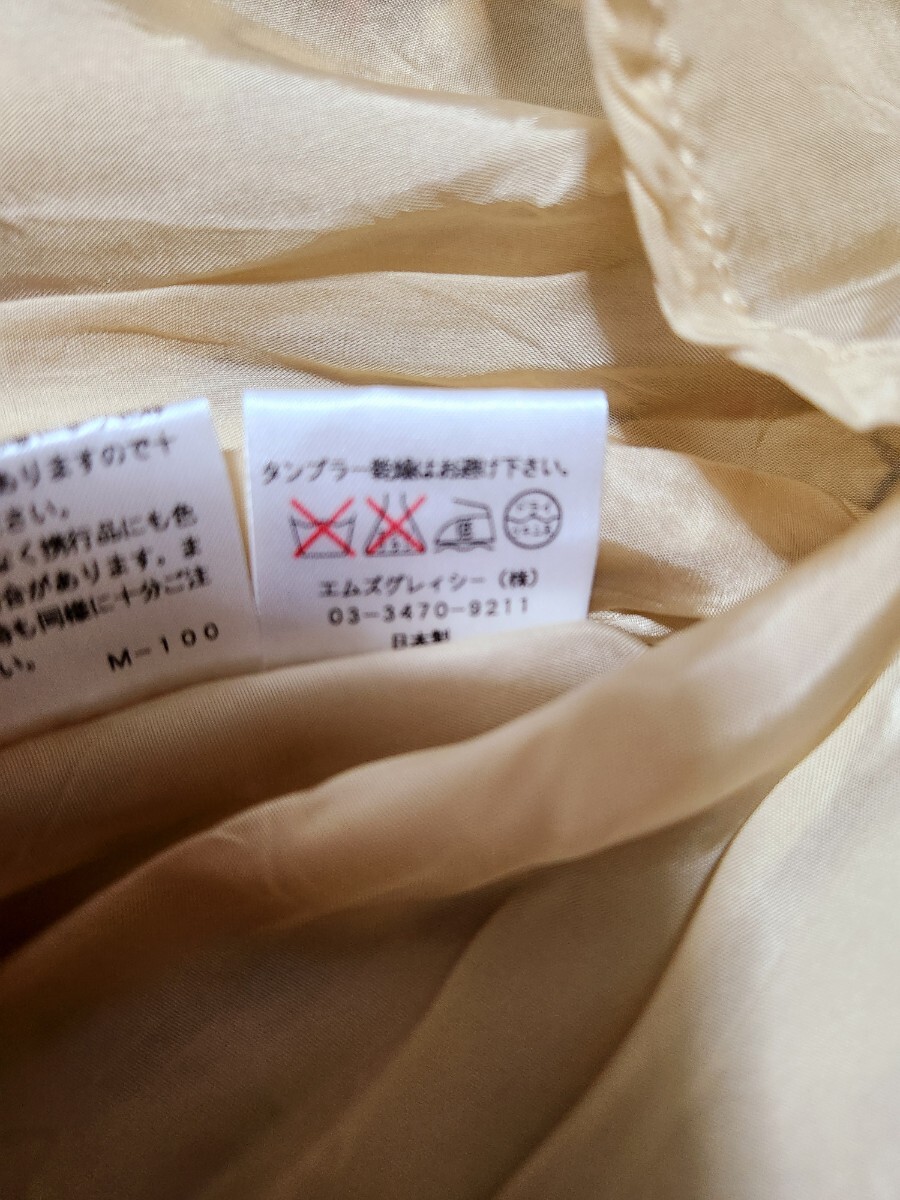 ありますので十
さい。
よく携行品にも色
合があります。ま
も同様に十分ご注
い。
M-100
タンブラー乾燥はお避け下さい。
低
エムズグレイシー(株)
03-3470-9211
日本製